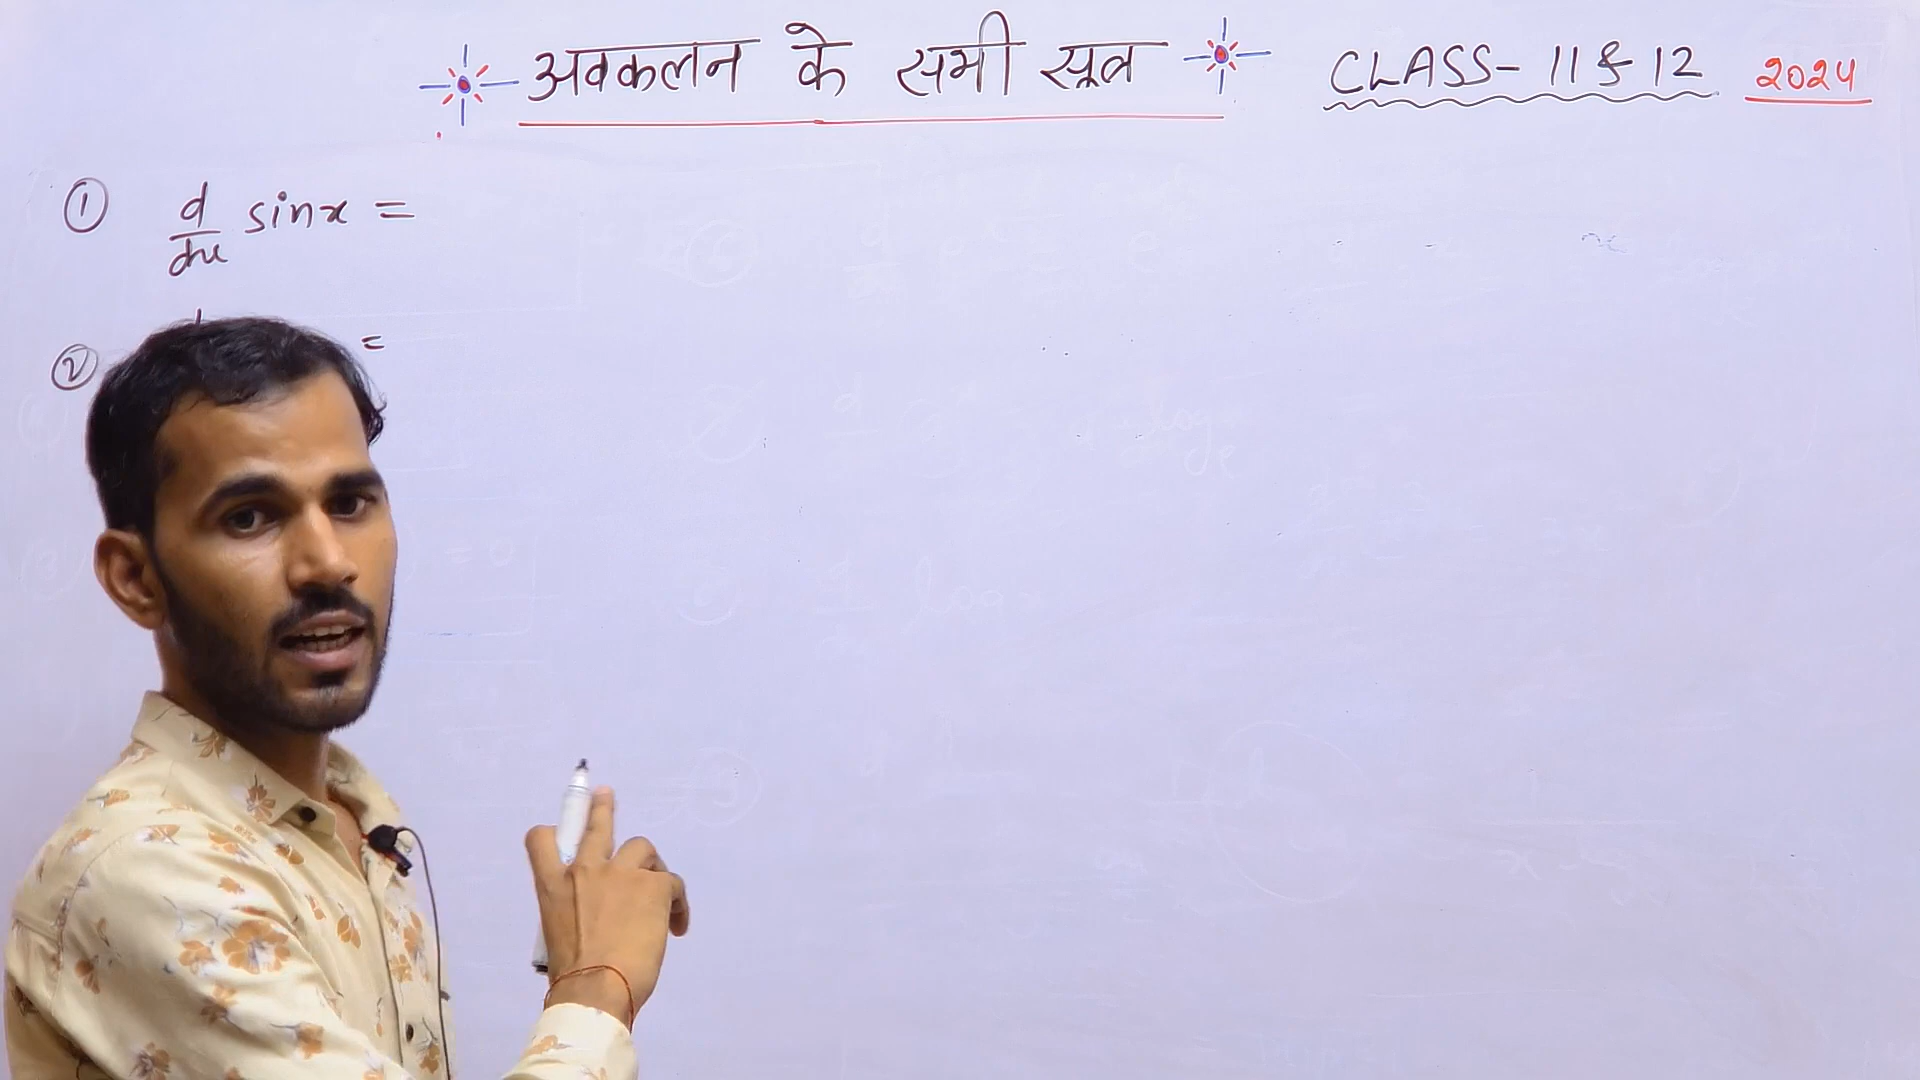 अवकलन के सभी सूत्र CLASS- 11 & 12 2024
① d/dx sinx =
② =